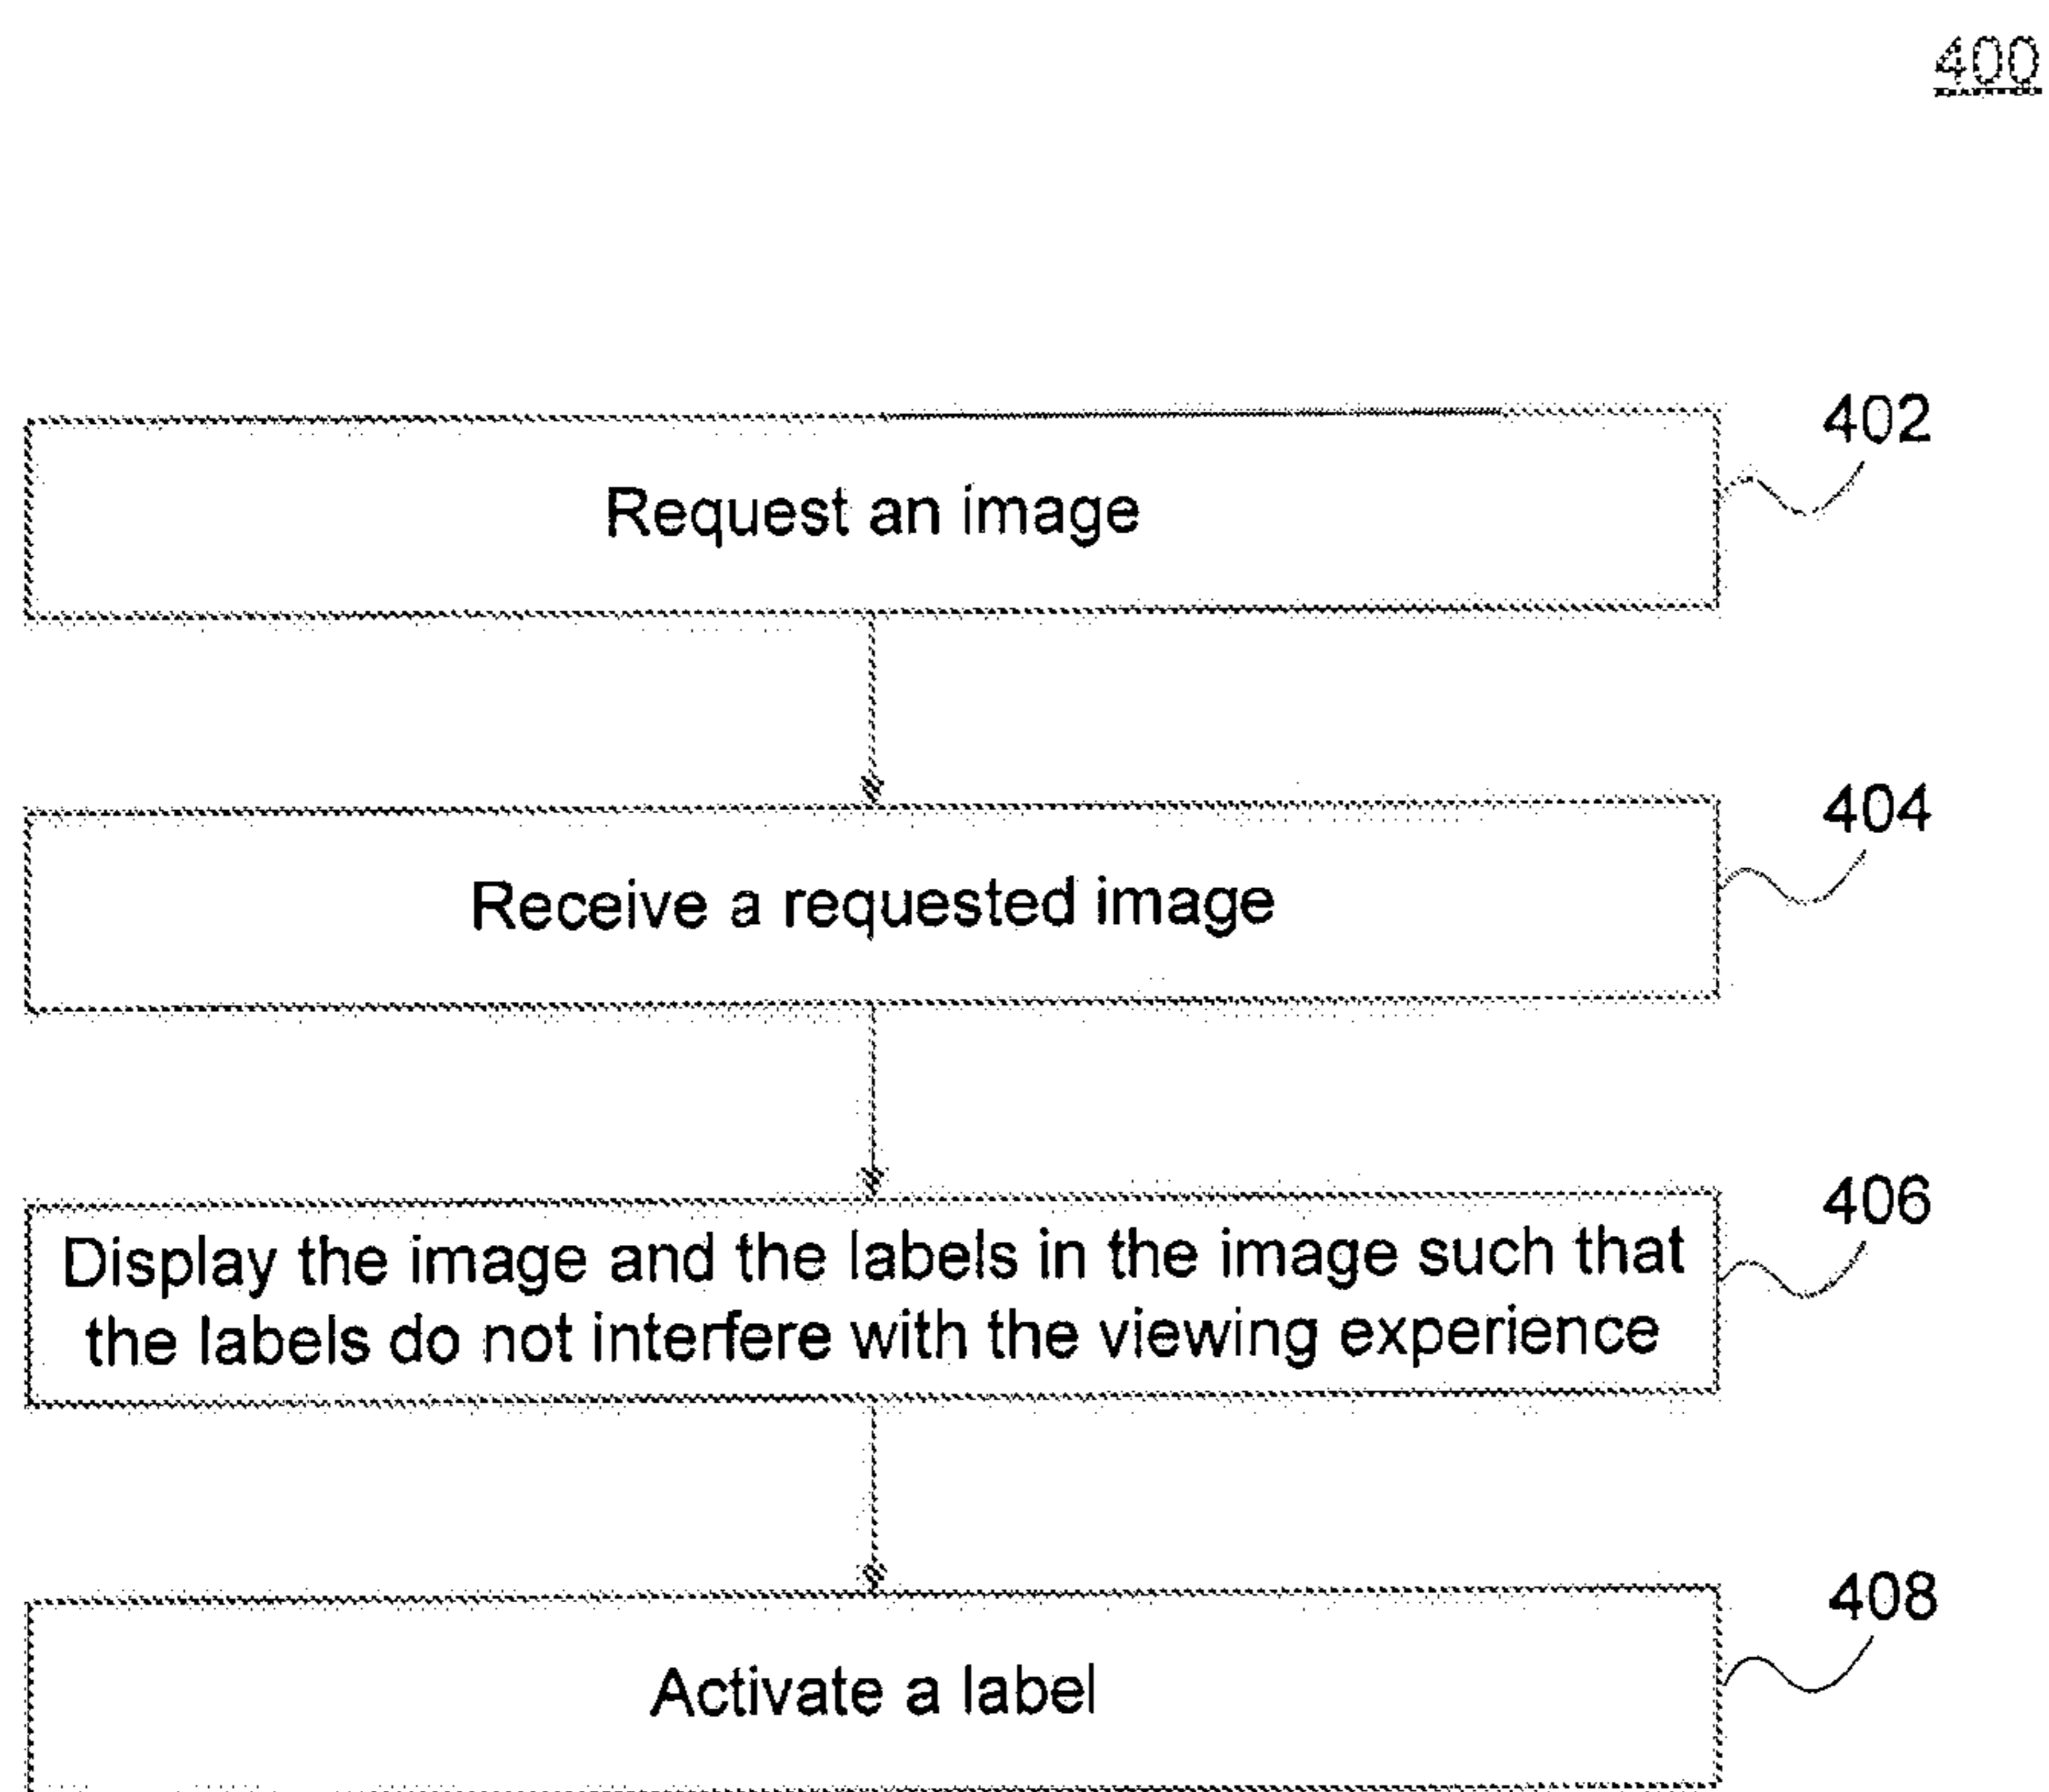 400
402
Request an image
404
Receive a requested image
406
Display the image and the labels in the image such that
the labels do not interfere with the viewing experience
408
Activate a label